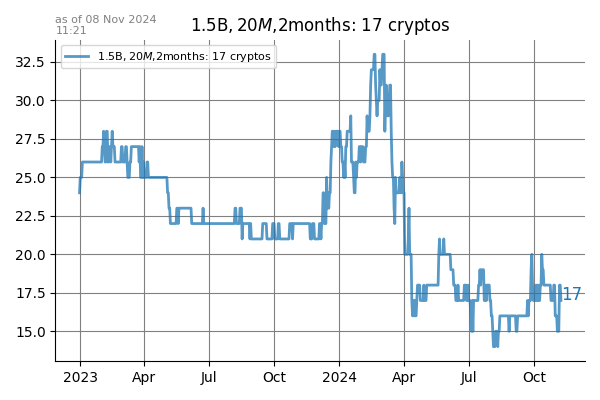 as of 08 Nov 2024
11:21
1.5B, 20M,2months: 17 cryptos
1.5B, 20M,2months: 17 cryptos
32.5
30.0
27.5
25.0
22.5
20.0
17.5
15.0
17
2023 Apr Jul Oct 2024 Apr Jul Oct